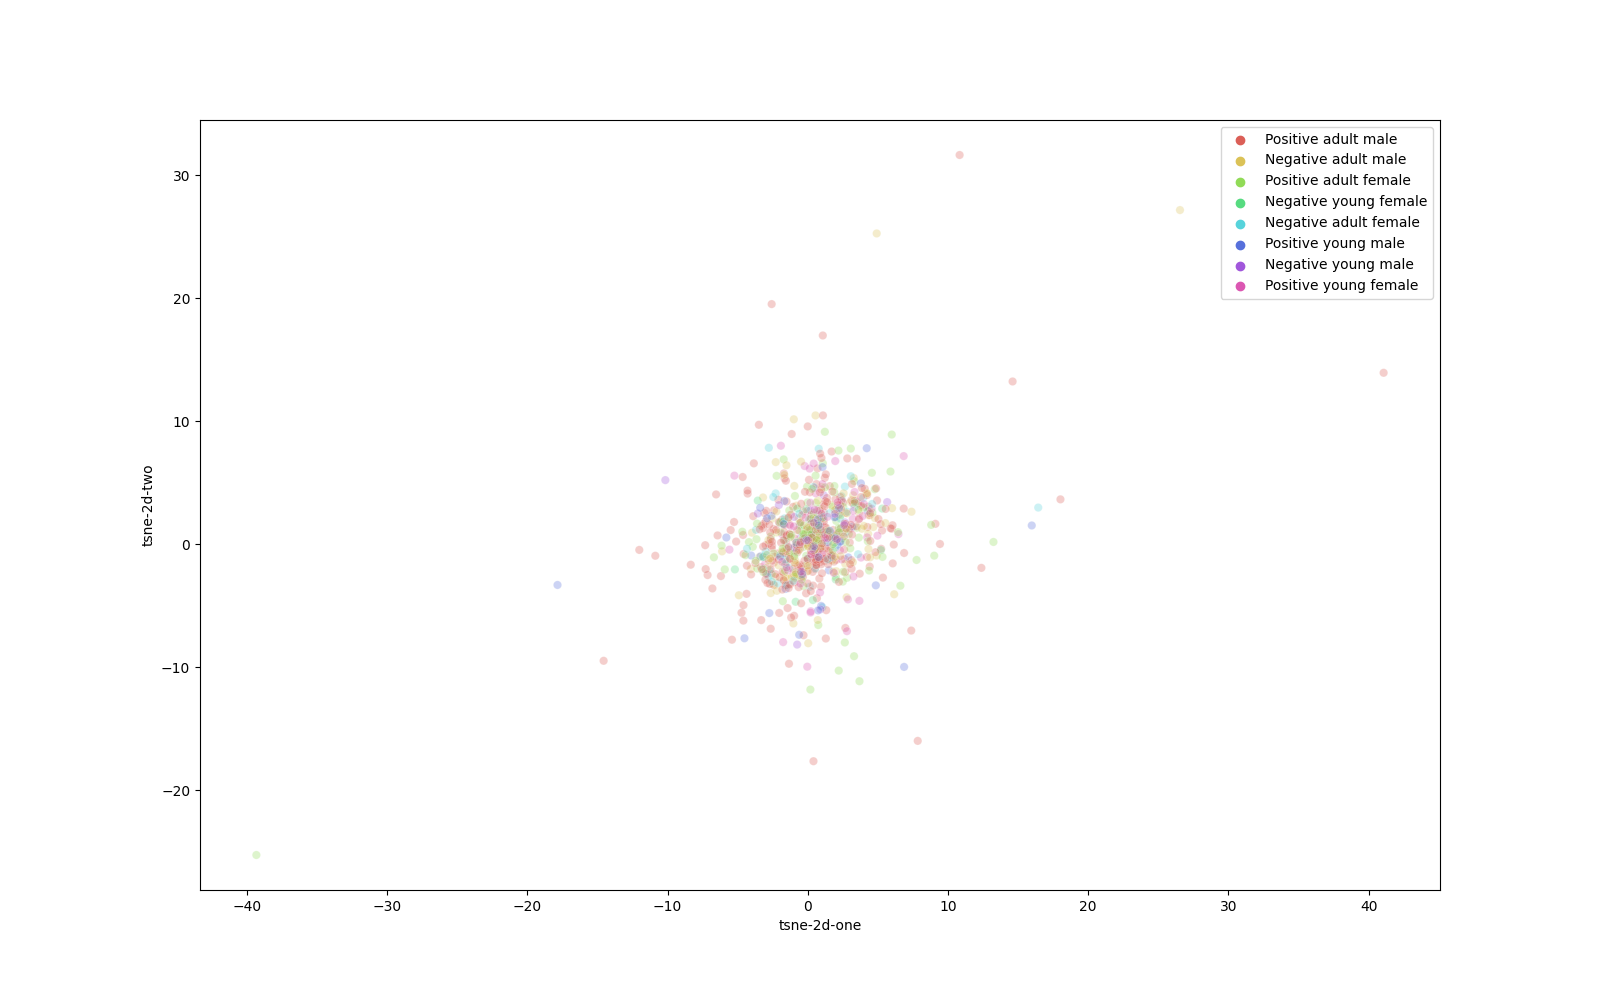 Positive adult male
Negative adult male
Positive adult female
Negative young female
Negative adult female
Positive young male
Negative young male
Positive young female
30
20
10
0
−10
−20
tsne-2d-two
−40
−30
−20
−10
0
10
20
30
40
tsne-2d-one